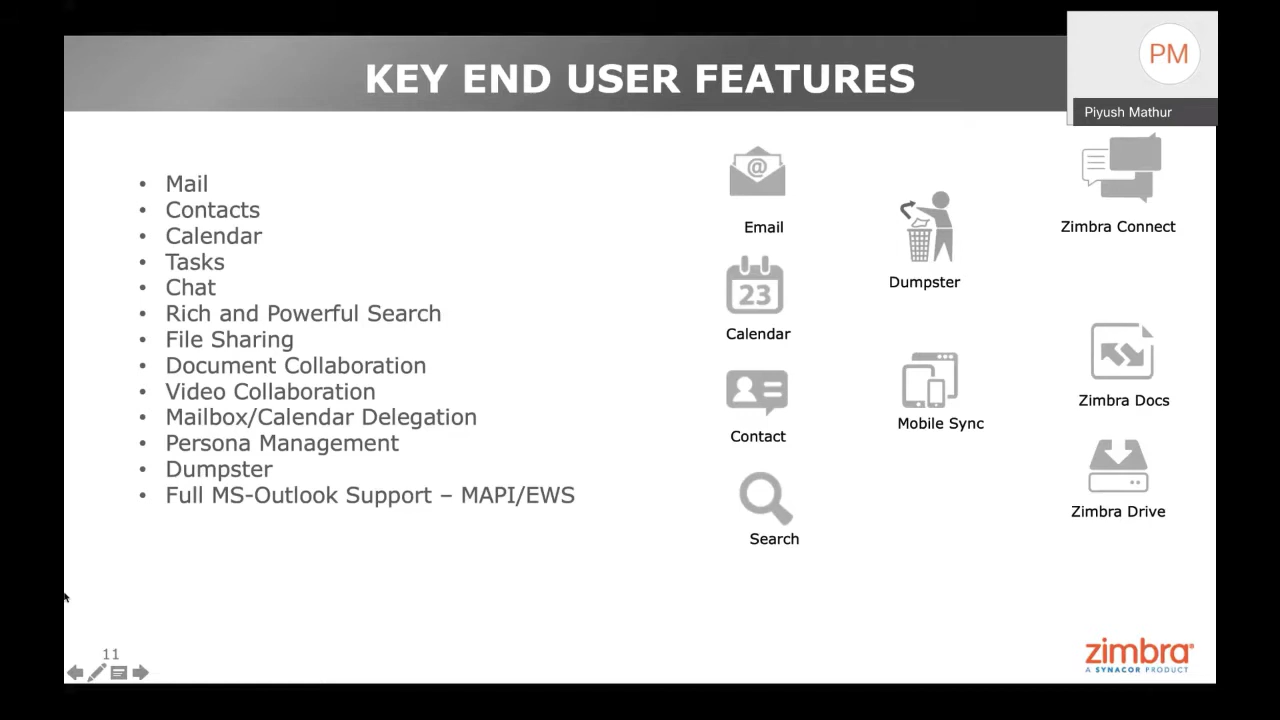 KEY END USER FEATURES
PM
Piyush Mathur
• Mail
• Contacts
• Calendar
• Tasks
• Chat
• Rich and Powerful Search
• File Sharing
• Document Collaboration
• Video Collaboration
• Mailbox/Calendar Delegation
• Persona Management
• Dumpster
• Full MS-Outlook Support – MAPI/EWS
@
Email
23
Calendar
Contact
Search
Dumpster
Mobile Sync
Zimbra Connect
Zimbra Docs
Zimbra Drive
11
zimbra®
A SYNACOR PRODUCT